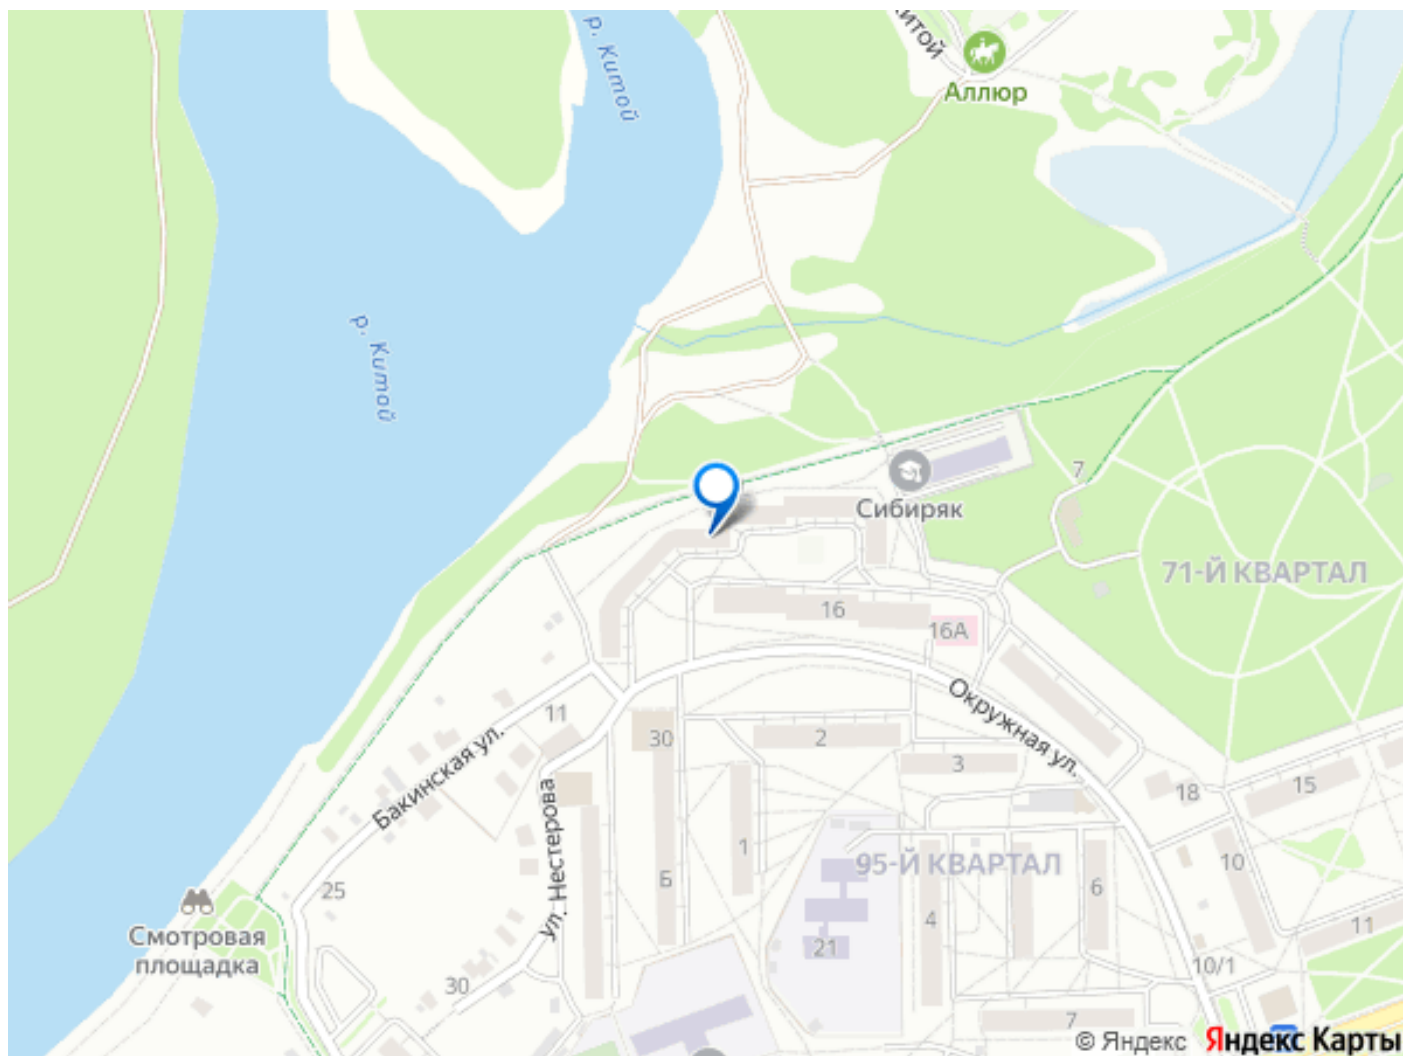 р. Китой
КИТОЙ
Аллюр
р. Китой
Сибиряк
7
71-Й КВАРТАЛ
16
16А
Окружная ул.
11
30
2
3
Бакинская ул.
18
15
ул. Нестерова
1
95-Й КВАРТАЛ
10
25
Б
6
4
11
Смотровая
площадка
21
10/1
30
7
© Яндекс
Яндекс Карты